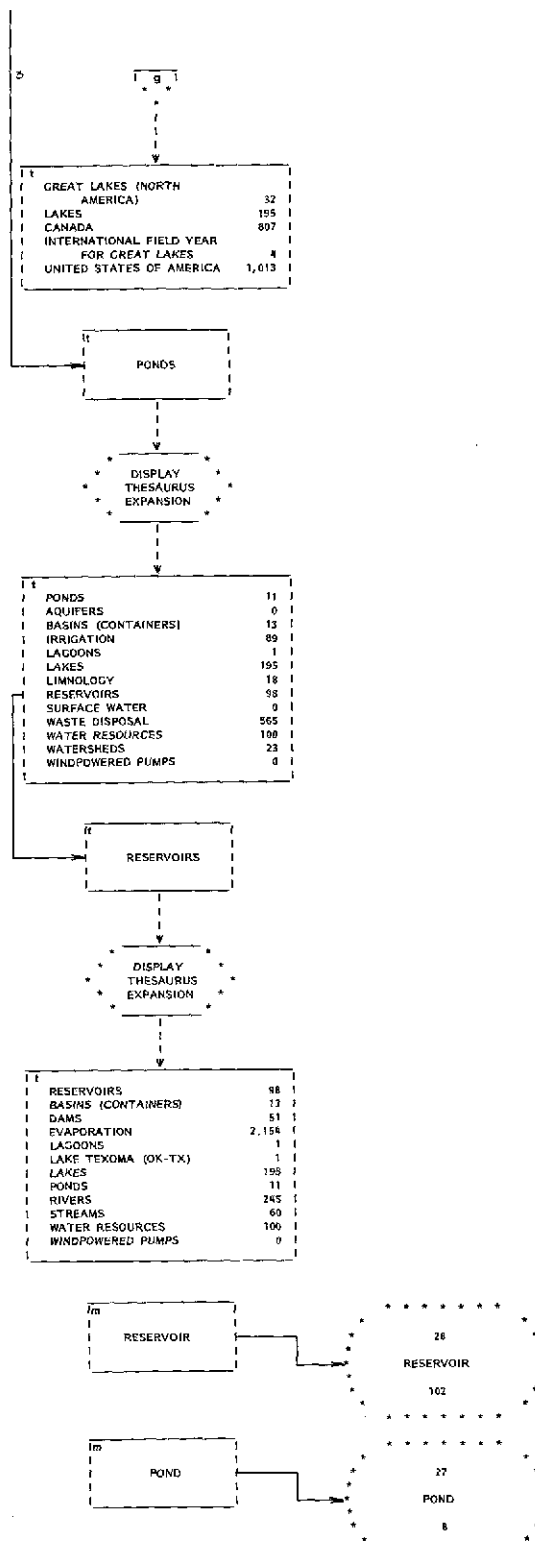 3
g
t
GREAT LAKES (NORTH
AMERICA) 32
LAKES 195
CANADA 807
INTERNATIONAL FIELD YEAR
FOR GREAT LAKES 4
UNITED STATES OF AMERICA 1,013
t
PONDS
DISPLAY
THESAURUS
EXPANSION
t
PONDS 11
AQUIFERS 0
BASINS (CONTAINERS) 13
IRRIGATION 89
LAGOONS 1
LAKES 195
LIMNOLOGY 18
RESERVOIRS 98
SURFACE WATER 0
WASTE DISPOSAL 565
WATER RESOURCES 100
WATERSHEDS 23
WINDPOWERED PUMPS 0
t
RESERVOIRS
DISPLAY
THESAURUS
EXPANSION
t
RESERVOIRS 98
BASINS (CONTAINERS) 13
DAMS 51
EVAPORATION
LAGOONS 1
LAKE TEXOMA (OK-TX) 1
LAKES
PONDS 11
RIVERS 245
STREAMS 60
WATER RESOURCES 100
WINDPOWERED PUMPS 0
m
RESERVOIR
26
RESERVOIR
102
m
POND
27
POND
8